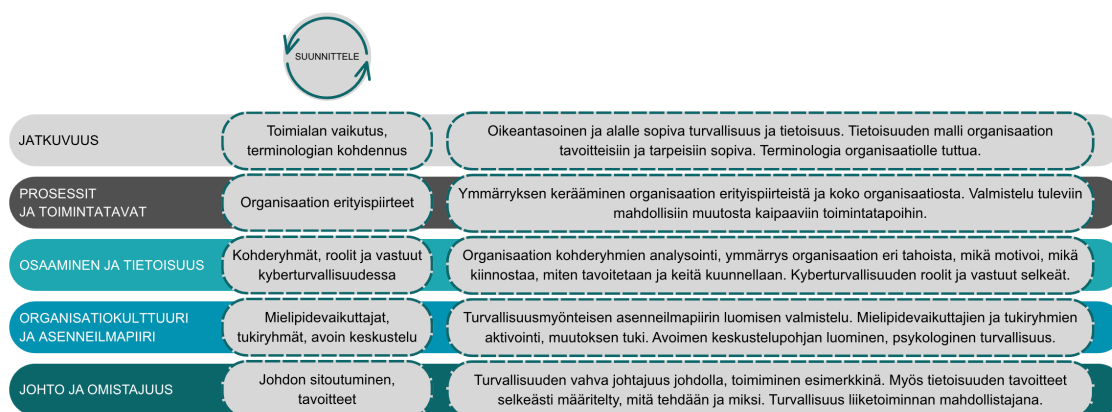 SUUNNITTELE
JATKUVUUS
Toimialan vaikutus,
terminologian kohdennus
Oikeantasoinen ja alalle sopiva turvallisuus ja tietoisuus. Tietoisuuden malli organisaation
tavoitteisiin ja tarpeisiin sopiva. Terminologia organisaatiolle tuttua.
PROSESSIT
JA TOIMINTATAVAT
Organisaation erityispiirteet
Ymmärryksen kerääminen organisaation erityispiirteistä ja koko organisaatiosta. Valmistelu tuleviin
mahdollisiin muutosta kaipaaviin toimintatapoihin.
OSAAMINEN JA TIETOISUUS
Kohderyhmät, roolit ja vastuut
kyberturvallisuudessa
Organisaation kohderyhmien analysointi, ymmärrys organisaation eri tahoista, mikä motivoi, mikä
kiinnostaa, miten tavoitetaan ja keitä kuunnellaan. Kyberturvallisuuden roolit ja vastuut selkeät.
ORGANISATIOKULTTUURI
JA ASENNEILMAPIIRI
Mielipidevaikuttajat,
tukiryhmät, avoin keskustelu
Turvallisuusmyönteisen asenneilmapiirin luomisen valmistelu. Mielipidevaikuttajien ja tukiryhmien
aktivointi, muutoksen tuki. Avoimen keskustelupohjan luominen, psykologinen turvallisuus.
JOHTO JA OMISTAJUUS
Johdon sitoutuminen,
tavoitteet
Turvallisuuden vahva johtajuus johdolla, toimiminen esimerkkinä. Myös tietoisuuden tavoitteet
selkeästi määritelty, mitä tehdään ja miksi. Turvallisuus liiketoiminnan mahdollistajana.